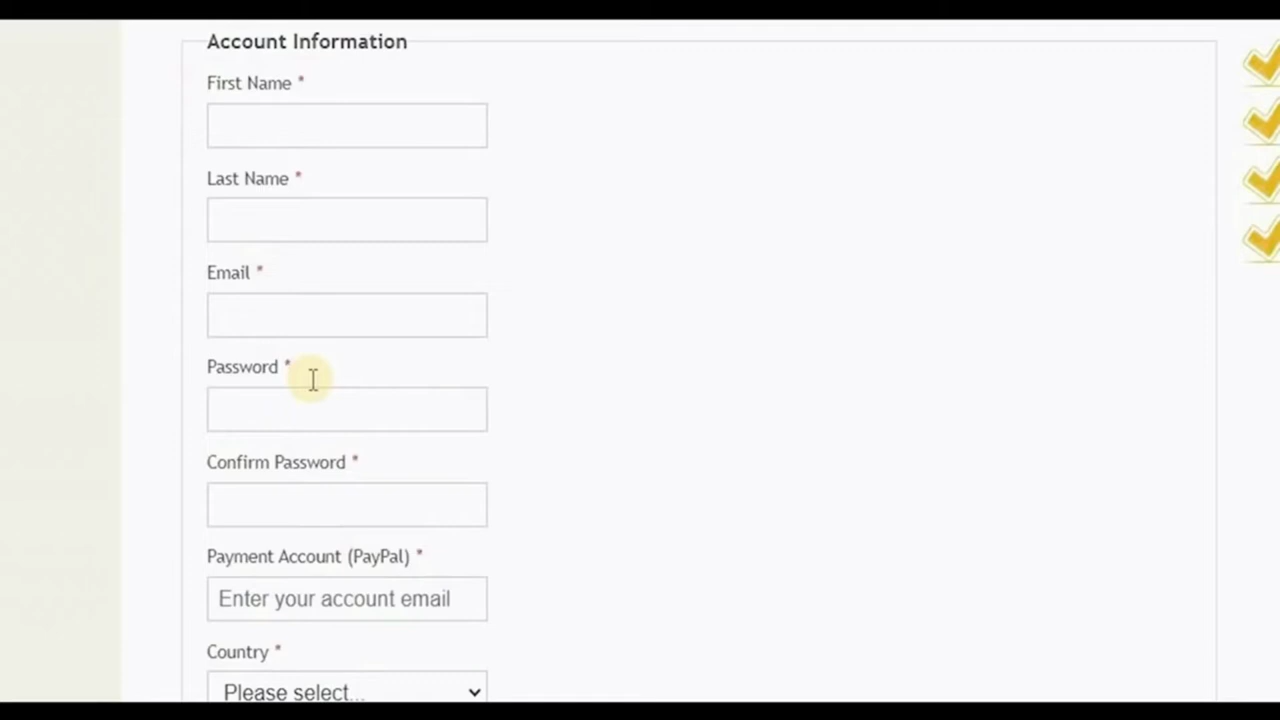 Account Information
First Name *
Last Name *
Email *
Password *
Confirm Password *
Payment Account (PayPal) *
Enter your account email
Country *
Please select...